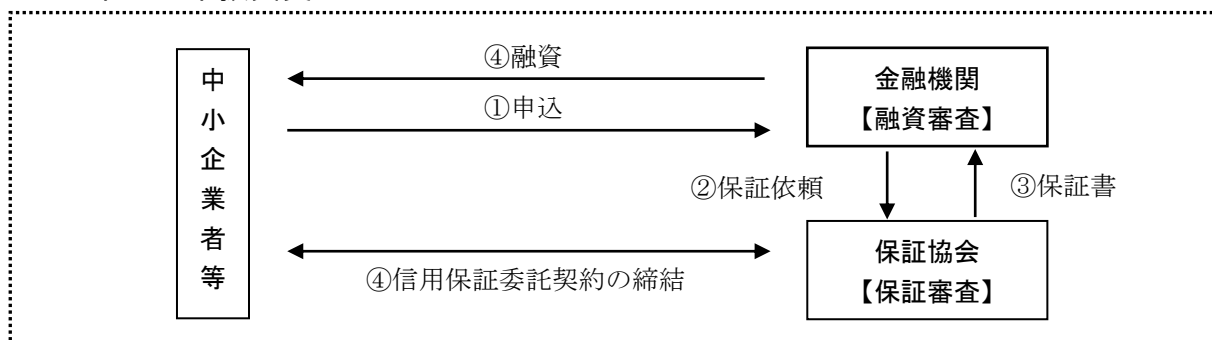 ④融資
①申込
中小企業者等
金融機関
【融資審査】
②保証依頼
③保証書
④信用保証委託契約の締結
保証協会
【保証審査】